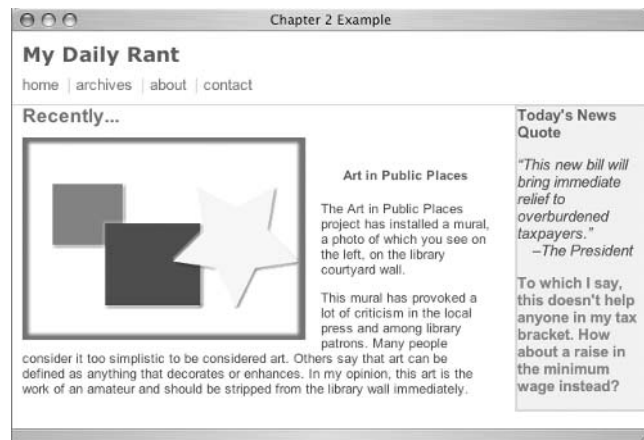 Chapter 2 Example
My Daily Rant
home | archives | about | contact
Recently...
Art in Public Places
The Art in Public Places
project has installed a mural,
a photo of which you see on
the left, on the library
courtyard wall.
This mural has provoked a
lot of criticism in the local
press and among library
patrons. Many people
consider it too simplistic to be considered art. Others say that art can be
defined as anything that decorates or enhances. In my opinion, this art is the
work of an amateur and should be stripped from the library wall immediately.
Today's News
Quote
“This new bill will
bring immediate
relief to
overburdened
taxpayers.”
–The President
To which I say,
this doesn't help
anyone in my tax
bracket. How
about a raise in
the minimum
wage instead?